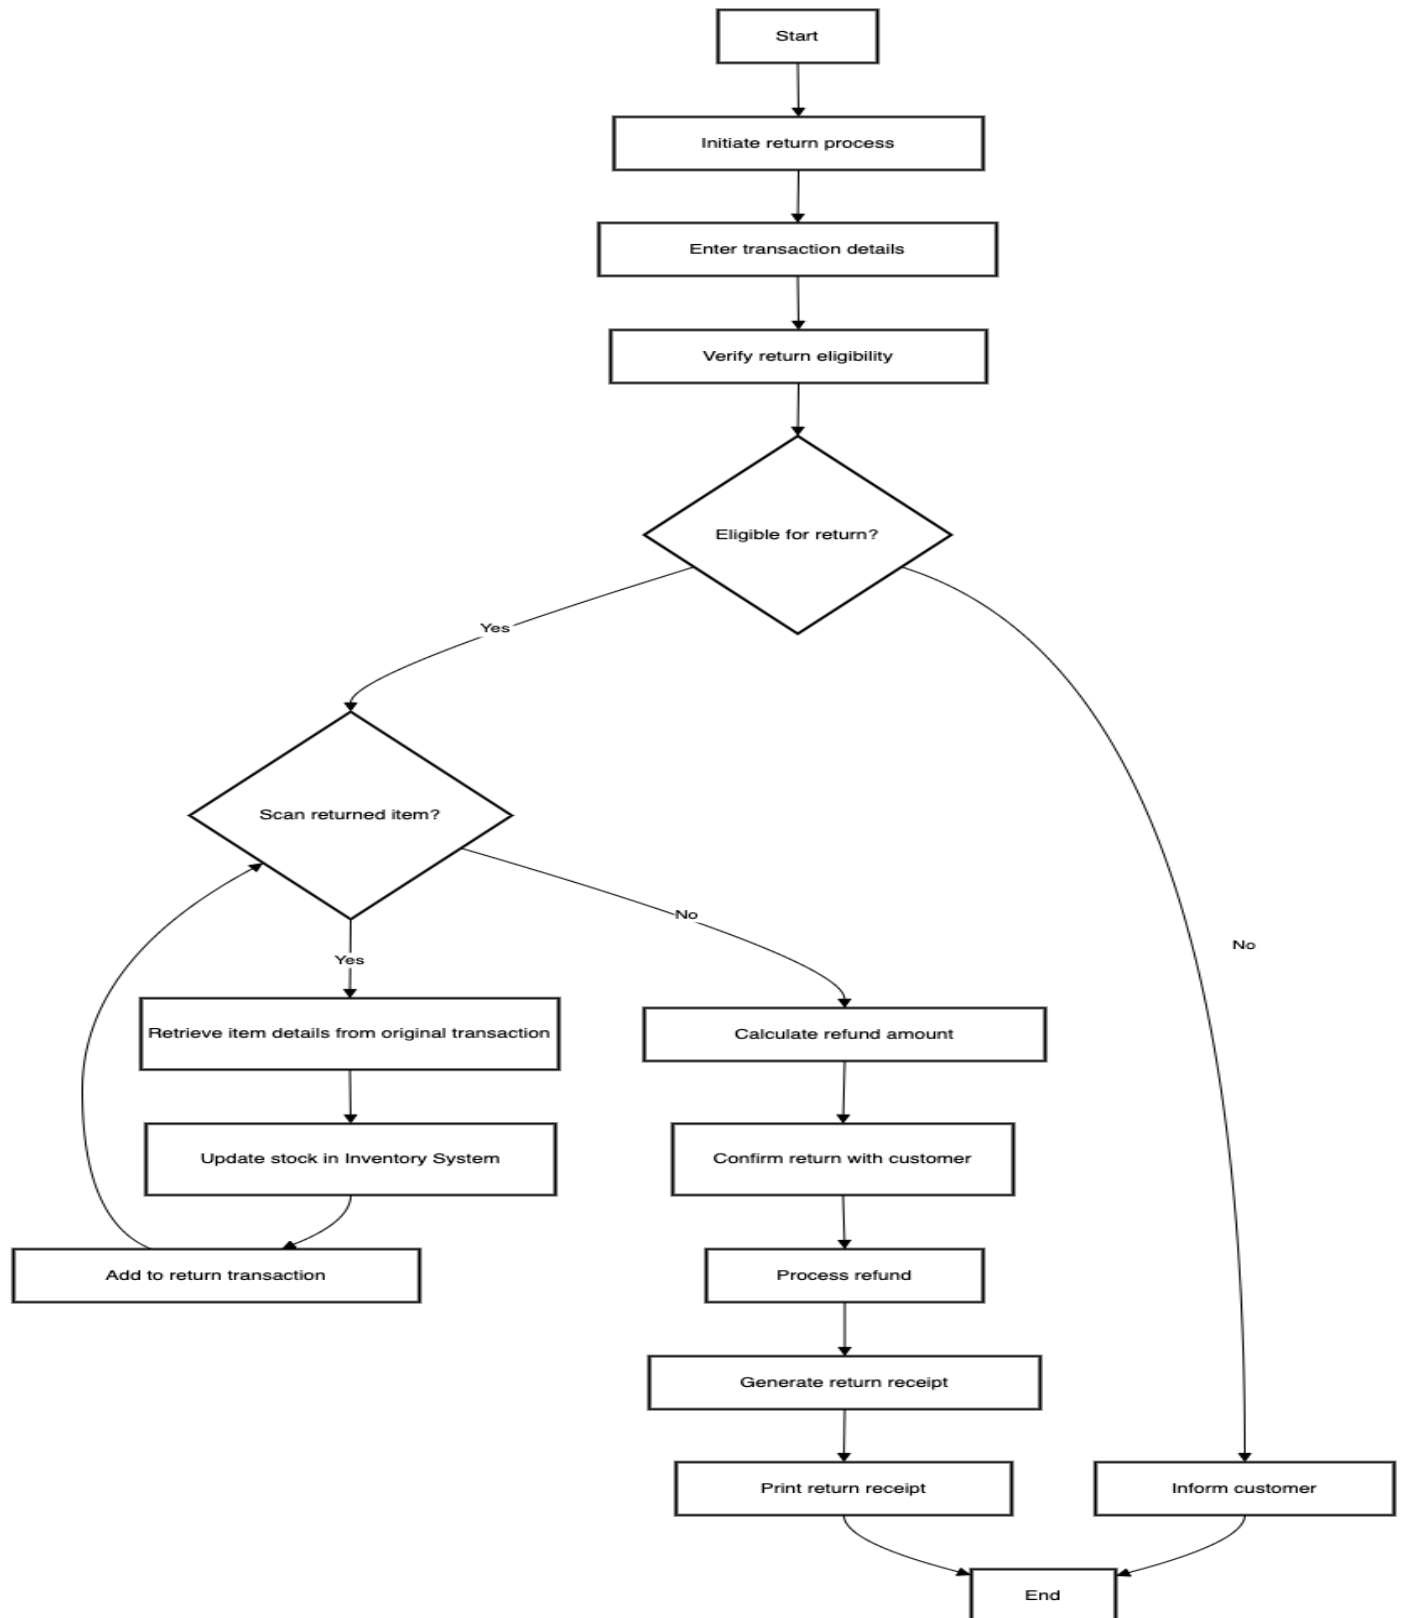 Start
Initiate return process
Enter transaction details
Verify return eligibility
Eligible for return?
Yes
Scan returned item?
No
No
Yes
Retrieve item details from original transaction
Calculate refund amount
Update stock in Inventory System
Confirm return with customer
Add to return transaction
Process refund
Generate return receipt
Print return receipt
Inform customer
End